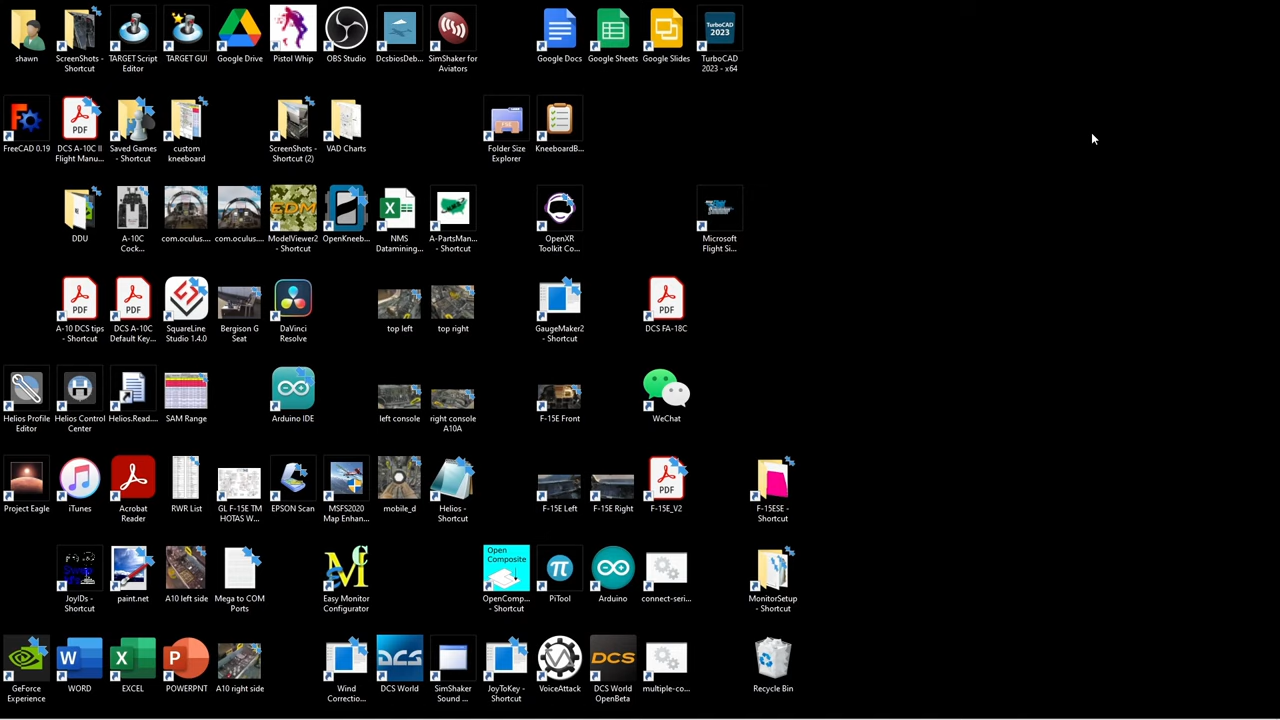 shawn
ScreenShots -
Shortcut
TARGET Script
Editor
TARGET GUI
Google Drive
Pistol Whip
OBS Studio
DcsbiosDeb...
SimShaker for
Aviators
Google Docs
Google Sheets
Google Slides
TurboCAD
2023
TurboCAD
2023 - x64
FreeCAD 0.19
PDF
DCS A-10C II
Flight Manu...
Saved Games
- Shortcut
custom
kneeboard
ScreenShots -
Shortcut (2)
VAD Charts
Folder Size
Explorer
KneeboardB...
DDU
A-10C
Cock...
com.oculus....
com.oculus....
EDM
ModelViewer2
- Shortcut
OpenKneeb...
X
NMS
Datamining...
A-PartsMan...
- Shortcut
OpenXR
Toolkit Co...
Microsoft
Flight Si...
PDF
A-10 DCS tips
- Shortcut
PDF
DCS A-10C
Default Key...
SquareLine
Studio 1.4.0
Bergison G
Seat
DaVinci
Resolve
top left
top right
GaugeMaker2
- Shortcut
PDF
DCS FA-18C
Helios Profile
Editor
Helios Control
Center
Helios.Read....
SAM Range
Arduino IDE
left console
right console
A10A
F-15E Front
WeChat
Project Eagle
iTunes
Acrobat
Reader
RWR List
GL F-15E TM
HOTAS W...
EPSON Scan
MSFS2020
Map Enhan...
mobile_d
Helios -
Shortcut
F-15E Left
F-15E Right
PDF
F-15E_V2
F-15ESE -
Shortcut
JoyIDs -
Shortcut
paint.net
A10 left side
Mega to COM
Ports
MC
Easy Monitor
Configurator
Open
Composite
OpenComp...
- Shortcut
PiTool
Arduino
connect-seri...
MonitorSetup
- Shortcut
GeForce
Experience
W
WORD
X
EXCEL
P
POWERPNT
A10 right side
Wind
Correctio...
DCS
DCS World
SimShaker
Sound ...
JoyToKey -
Shortcut
VoiceAttack
DCS
DCS World
OpenBeta
multiple-co...
Recycle Bin